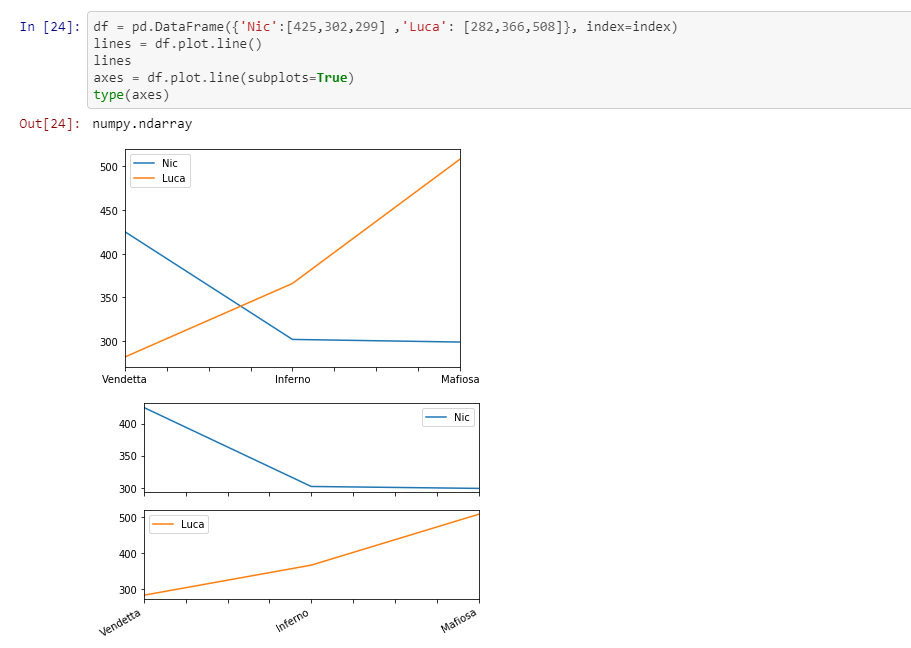 In [24]: df = pd.DataFrame({'Nic':[425,302,299] ,'Luca': [282,366,508]}, index=index)
lines = df.plot.line()
lines
axes = df.plot.line(subplots=True)
type(axes)
Out[24]: numpy.ndarray
Nic
Luca
500
450
400
350
300
Vendetta Inferno Mafiosa
Nic
400
350
300
Luca
500
400
300
Vendetta Inferno Mafiosa